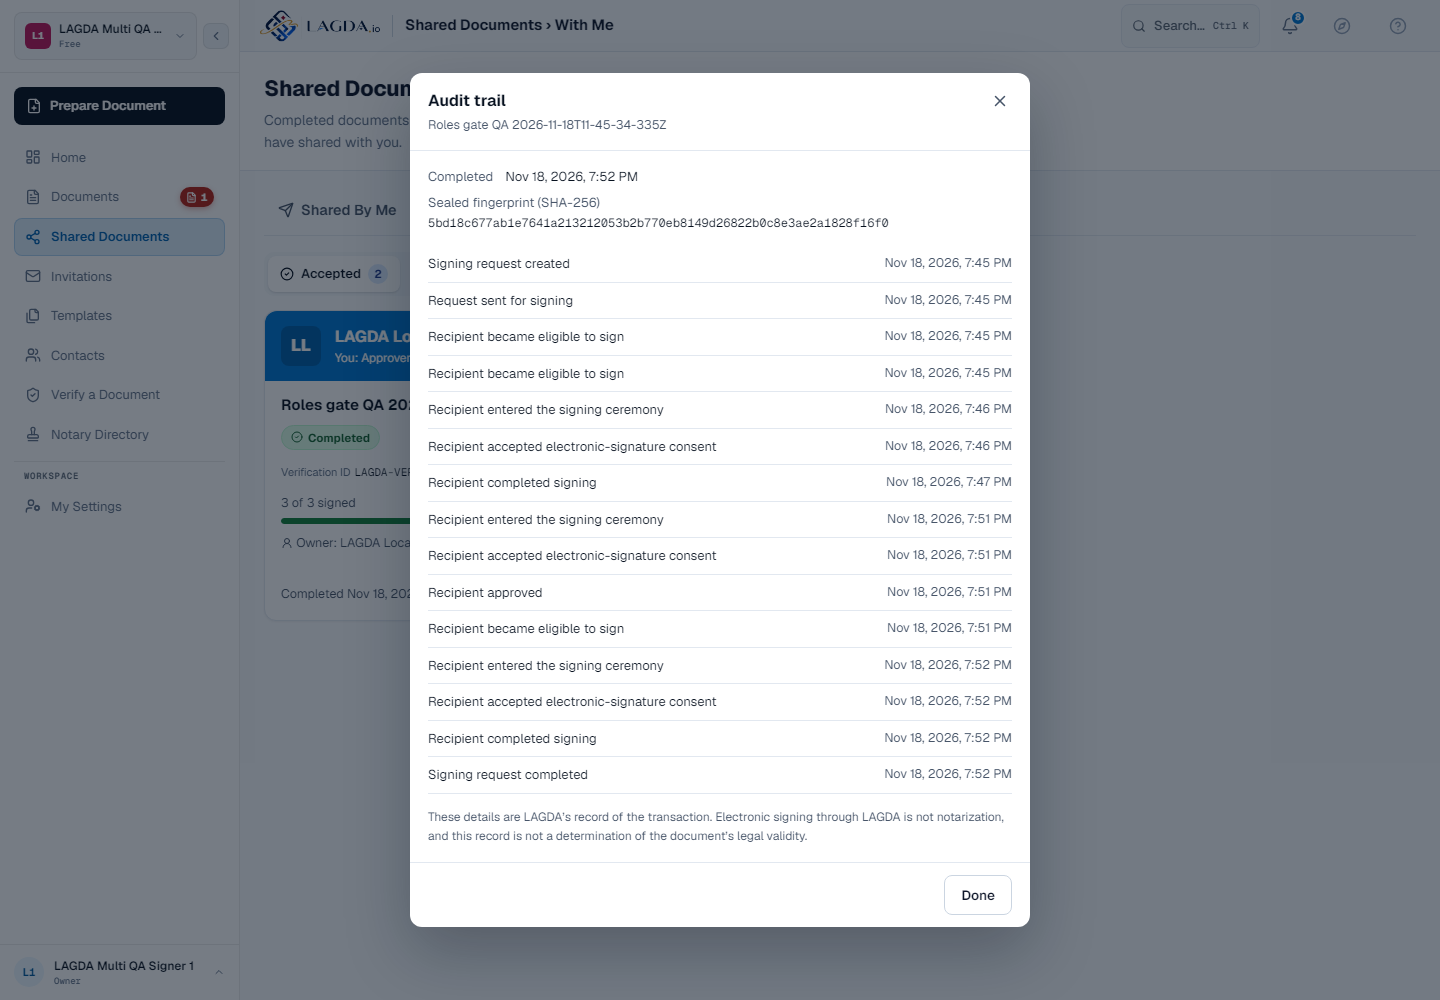 L1
LAGDA Multi QA ...
Free
LAGDA.io
Shared Documents › With Me
Search...
Ctrl K
8
Prepare Document
Home
Documents
1
Shared Documents
Invitations
Templates
Contacts
Verify a Document
Notary Directory
WORKSPACE
My Settings
L1
LAGDA Multi QA Signer 1
Owner
Shared Docum
Completed documents
have shared with you.
Shared By Me
Accepted 2
LL
LAGDA Lo
You: Approver
Roles gate QA 202
Completed
Verification ID LAGDA-VER
3 of 3 signed
Owner: LAGDA Loca
Completed Nov 18, 202
Audit trail
Roles gate QA 2026-11-18T11-45-34-335Z
Completed Nov 18, 2026, 7:52 PM
Sealed fingerprint (SHA-256)
5bd18c677ab1e7641a213212053b2b770eb8149d26822b0c8e3ae2a1828f16f0
Signing request created Nov 18, 2026, 7:45 PM
Request sent for signing Nov 18, 2026, 7:45 PM
Recipient became eligible to sign Nov 18, 2026, 7:45 PM
Recipient became eligible to sign Nov 18, 2026, 7:45 PM
Recipient entered the signing ceremony Nov 18, 2026, 7:46 PM
Recipient accepted electronic-signature consent Nov 18, 2026, 7:46 PM
Recipient completed signing Nov 18, 2026, 7:47 PM
Recipient entered the signing ceremony Nov 18, 2026, 7:51 PM
Recipient accepted electronic-signature consent Nov 18, 2026, 7:51 PM
Recipient approved Nov 18, 2026, 7:51 PM
Recipient became eligible to sign Nov 18, 2026, 7:51 PM
Recipient entered the signing ceremony Nov 18, 2026, 7:52 PM
Recipient accepted electronic-signature consent Nov 18, 2026, 7:52 PM
Recipient completed signing Nov 18, 2026, 7:52 PM
Signing request completed Nov 18, 2026, 7:52 PM
These details are LAGDA's record of the transaction. Electronic signing through LAGDA is not notarization,
and this record is not a determination of the document's legal validity.
Done